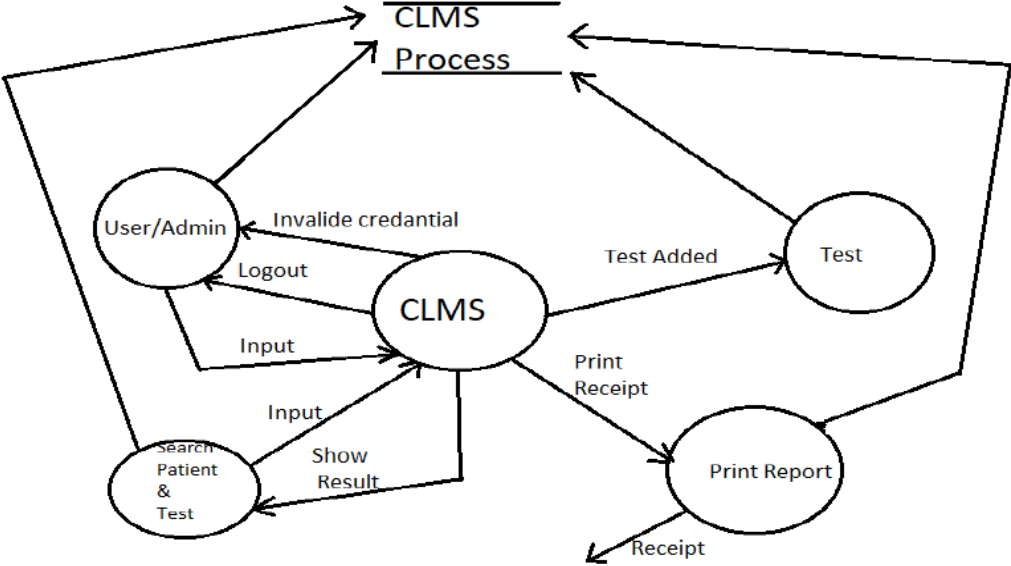 CLMS
Process
User/Admin
Invalide credantial
Logout
Input
CLMS
Test Added
Test
Print
Receipt
Input
Show
Result
Search
Patient
&
Test
Print Report
Receipt